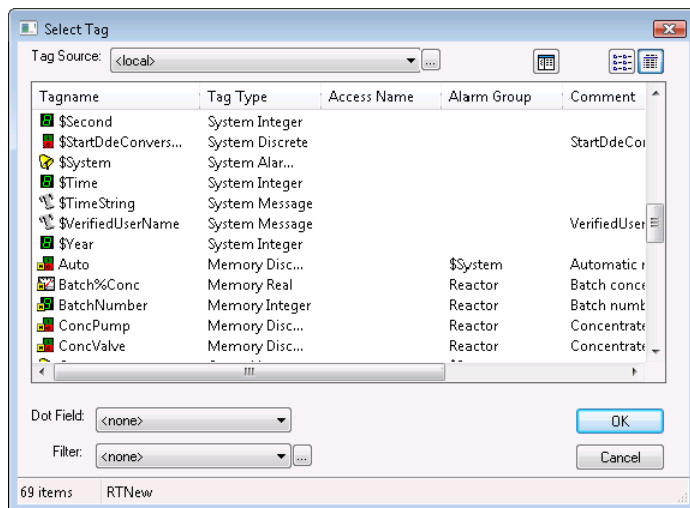 Select Tag
Tag Source: <local> ...
Tagname Tag Type Access Name Alarm Group Comment
$Second System Integer
$StartDdeConvers... System Discrete StartDdeCo
$System System Alar...
$Time System Integer
$TimeString System Message
$VerifiedUserName System Message VerifiedUser
$Year System Integer
Auto Memory Disc... $System Automatic r
Batch%Conc Memory Real Reactor Batch conce
BatchNumber Memory Integer Reactor Batch numb
ConcPump Memory Disc... Reactor Concentrate
ConcValve Memory Disc... Reactor Concentrate
Dot Field: <none> OK
Filter: <none> ... Cancel
69 items RTNew